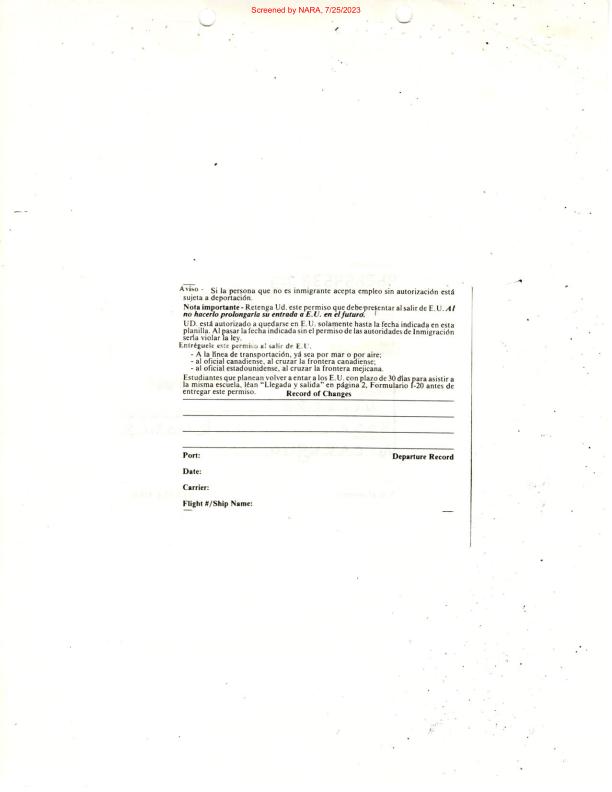 Screened by NARA, 7/25/2023
Aviso - Si la persona que no es inmigrante acepta empleo sin autorización está
sujeta a deportación.
Nota importante - Retenga Ud. este permiso que debe presentar al salir de E.U. Al
no hacerlo prolongaría su entrada a E.U. en el futuro.
UD. está autorizado a quedarse en E.U. solamente hasta la fecha indicada en esta
planilla. Al pasar la fecha indicada sin el permiso de las autoridades de Inmigración
sería violar la ley.
Entréguele este permiso al salir de E.U.
- A la línea de transportación, yá sea por mar o por aire;
- al oficial canadiense, al cruzar la frontera canadiense;
- al oficial estadounidense, al cruzar la frontera mejicana.
Estudiantes que planean volver a entar a los E.U. con plazo de 30 días para asistir a
la misma escuela, léan "Llegada y salida" en página 2, Formulario I-20 antes de
entregar este permiso. Record of Changes
Port: Departure Record
Date:
Carrier:
Flight #/Ship Name: